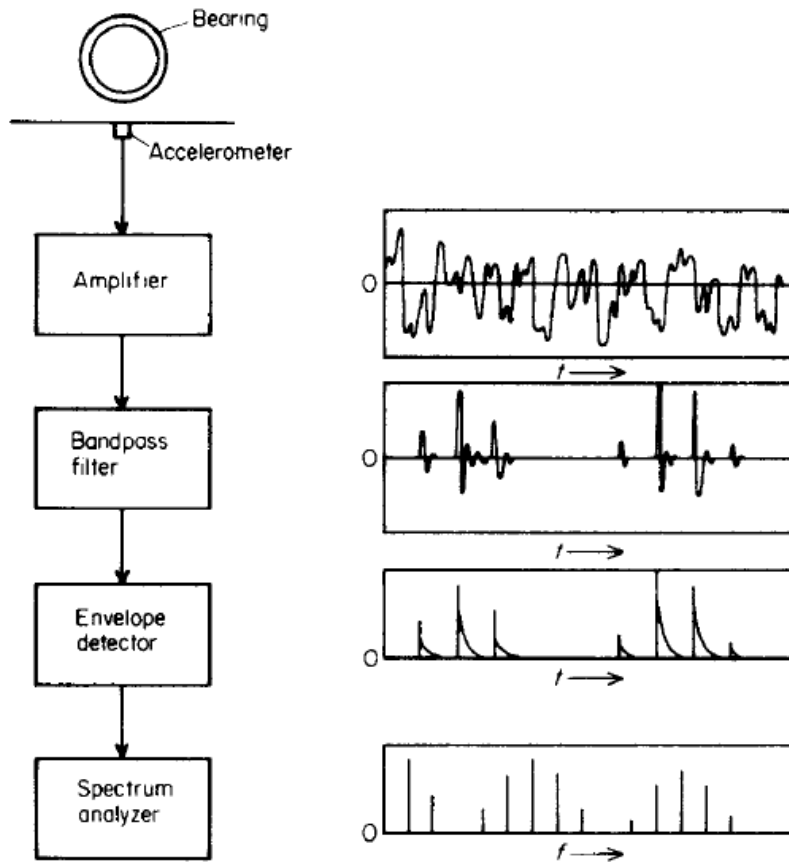 Bearing
Accelerometer
Amplifier
O
t
Bandpass
filter
O
t
Envelope
detector
O
t
Spectrum
analyzer
O
f